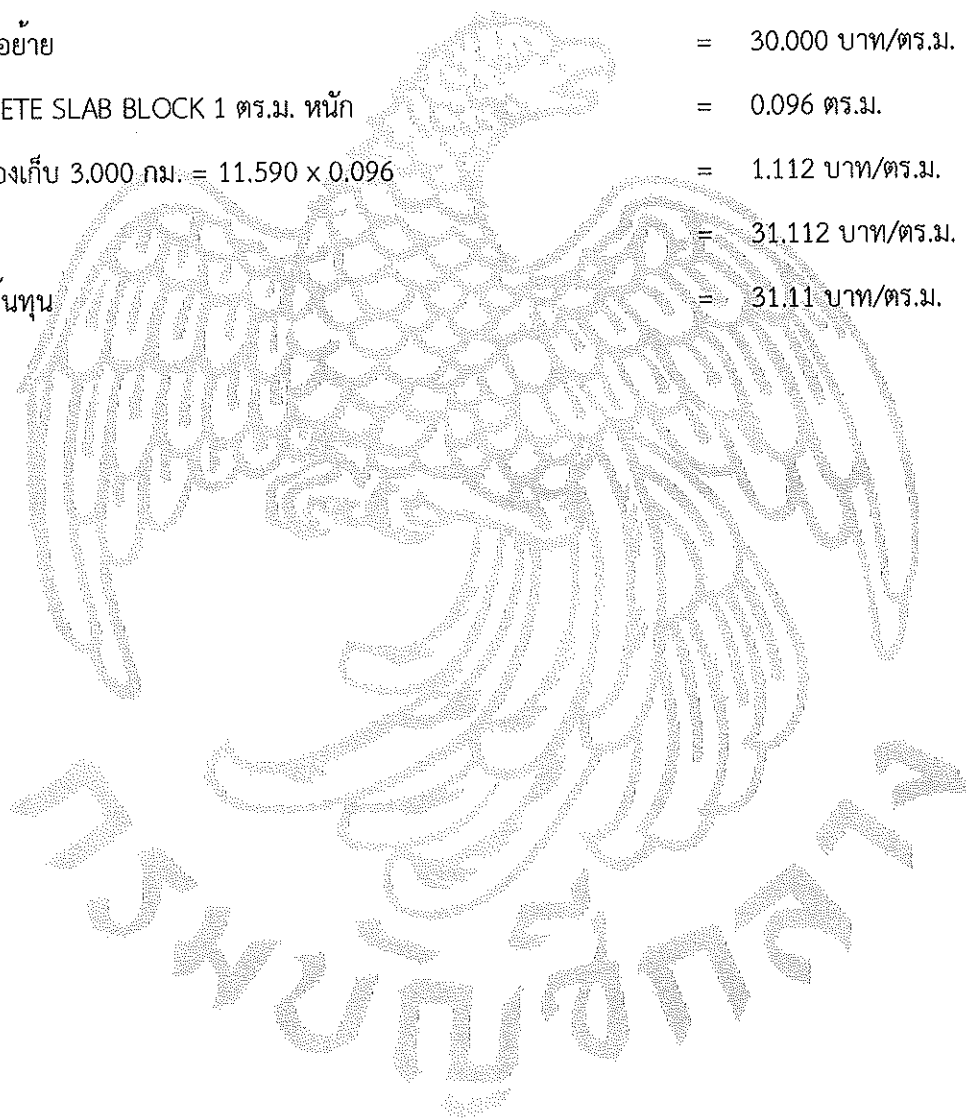 อย้าย = 30.000 บาท/ตร.ม.
ETE SLAB BLOCK 1 ตร.ม. หนัก = 0.096 ตร.ม.
องเก็บ 3.000 กม. = 11.590 x 0.096 = 1.112 บาท/ตร.ม.
= 31.112 บาท/ตร.ม.
นทุน = 31.11 บาท/ตร.ม.
กรมบัญชีกลาง